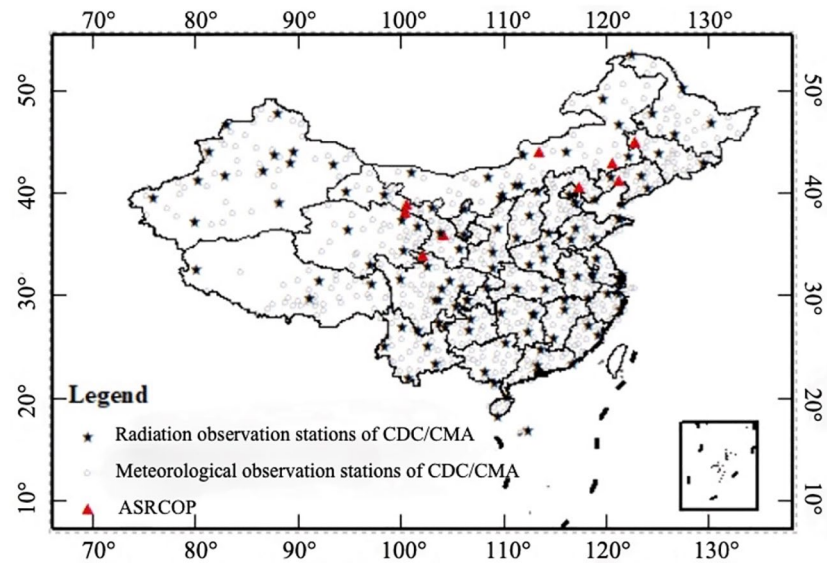 70° 80° 90° 100° 110° 120° 130°
50° 50°
40° 40°
30° 30°
20° 20°
10° 10°
Legend
Radiation observation stations of CDC/CMA
Meteorological observation stations of CDC/CMA
ASRCOP
70° 80° 90° 100° 110° 120° 130°